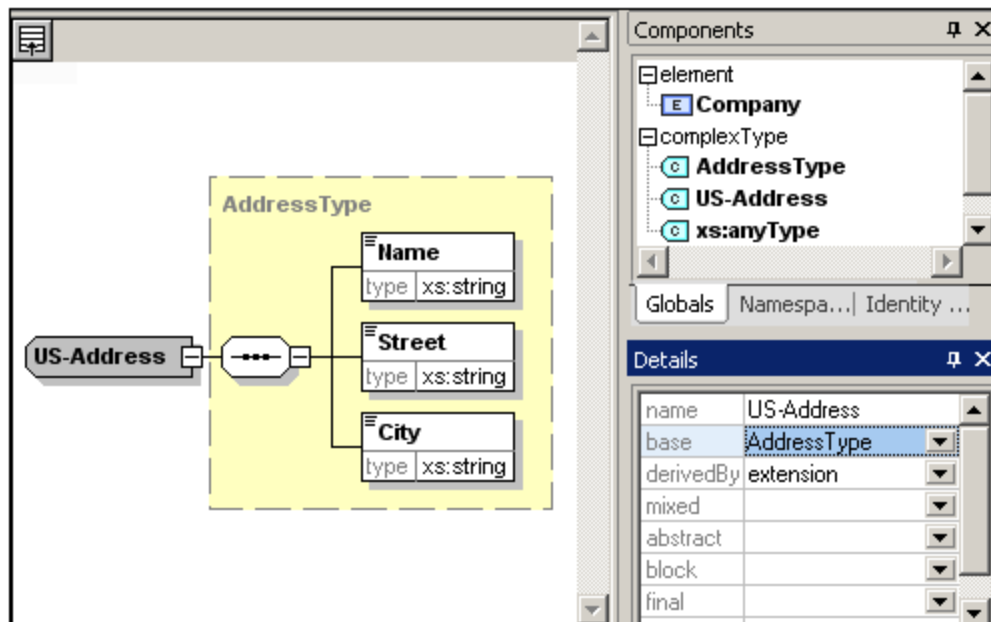 AddressType
Name
type xs:string
US-Address
Street
type xs:string
City
type xs:string
Components
element
E Company
complexType
C AddressType
C US-Address
C xs:anyType
Globals Namespa... Identity ...
Details
name US-Address
base AddressType
derivedBy extension
mixed
abstract
block
final